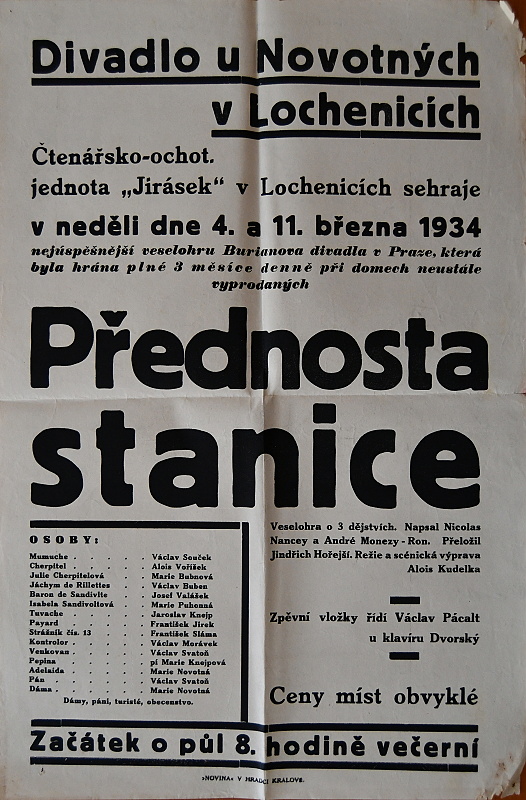 Divadlo u Novotných
v Lochenicích
Čtenářsko-ochot.
jednota „Jirásek“ v Lochenicích sehraje
v neděli dne 4. a 11. března 1934
nejúspěšnější veselohru Burianova divadla v Praze, která
byla hrána plné 3 měsíce denně při domech neustále
vyprodaných
Přednosta
stanice
OSOBY:
Mumuche . . . . . Václav Souček
Cherpitel . . . . . Alois Voříšek
Julie Cherpitelová . . . . Marie Bubnová
Jáchym de Rillettes . . . . Václav Buben
Baron de Sandivlte . . . . Josef Valášek
Isabela Sandivoltová . . . . Marie Puhonná
Tuvache . . . . . Jaroslav Knejp
Payard . . . . . František Jirek
Strážník čís. 13 . . . . František Sláma
Kontrolor . . . . . Václav Morávek
Venkovan . . . . . Václav Svatoň
Pepina . . . . . pí Marie Knejpová
Adelaida . . . . . Marie Novotná
Pán . . . . . Václav Svatoň
Dáma . . . . . Marie Novotná
Dámy, páni, turisté, obecenstvo.
Veselohra o 3 dějstvích. Napsal Nicolas
Nancey a André Monezy-Ron. Přeložil
Jindřich Hořejší. Režie a scénická výprava
Alois Kudelka
Zpěvní vložky řídí Václav Pácalt
u klavíru Dvorský
Ceny míst obvyklé
Začátek o půl 8. hodině večerní
»NOVINA« V HRADCI KRÁLOVÉ.